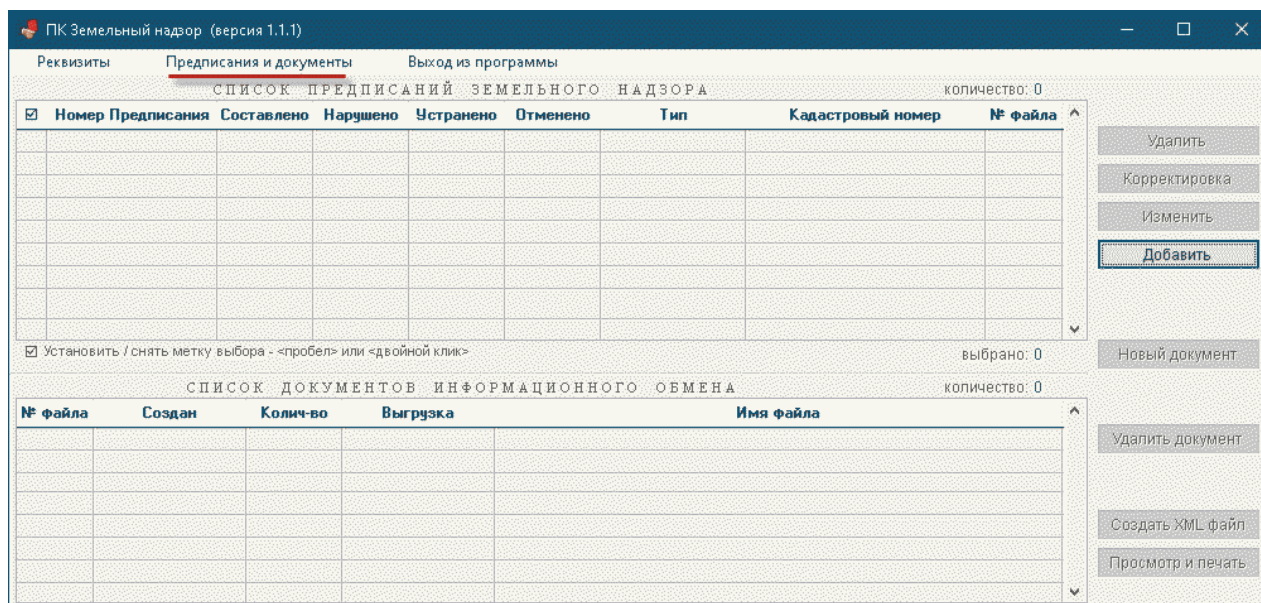 ПК Земельный надзор (версия 1.1.1)
Реквизиты Предписания и документы Выход из программы
СПИСОК ПРЕДПИСАНИЙ ЗЕМЕЛЬНОГО НАДЗОРА количество: 0
Номер Предписания Составлено Нарушено Устранено Отменено Тип Кадастровый номер № файла
Удалить
Корректировка
Изменить
Добавить
Установить / снять метку выбора - <пробел> или <двойной клик> выбрано: 0
Новый документ
СПИСОК ДОКУМЕНТОВ ИНФОРМАЦИОННОГО ОБМЕНА количество: 0
№ файла Создан Колич-во Выгрузка Имя файла
Удалить документ
Создать XML файл
Просмотр и печать